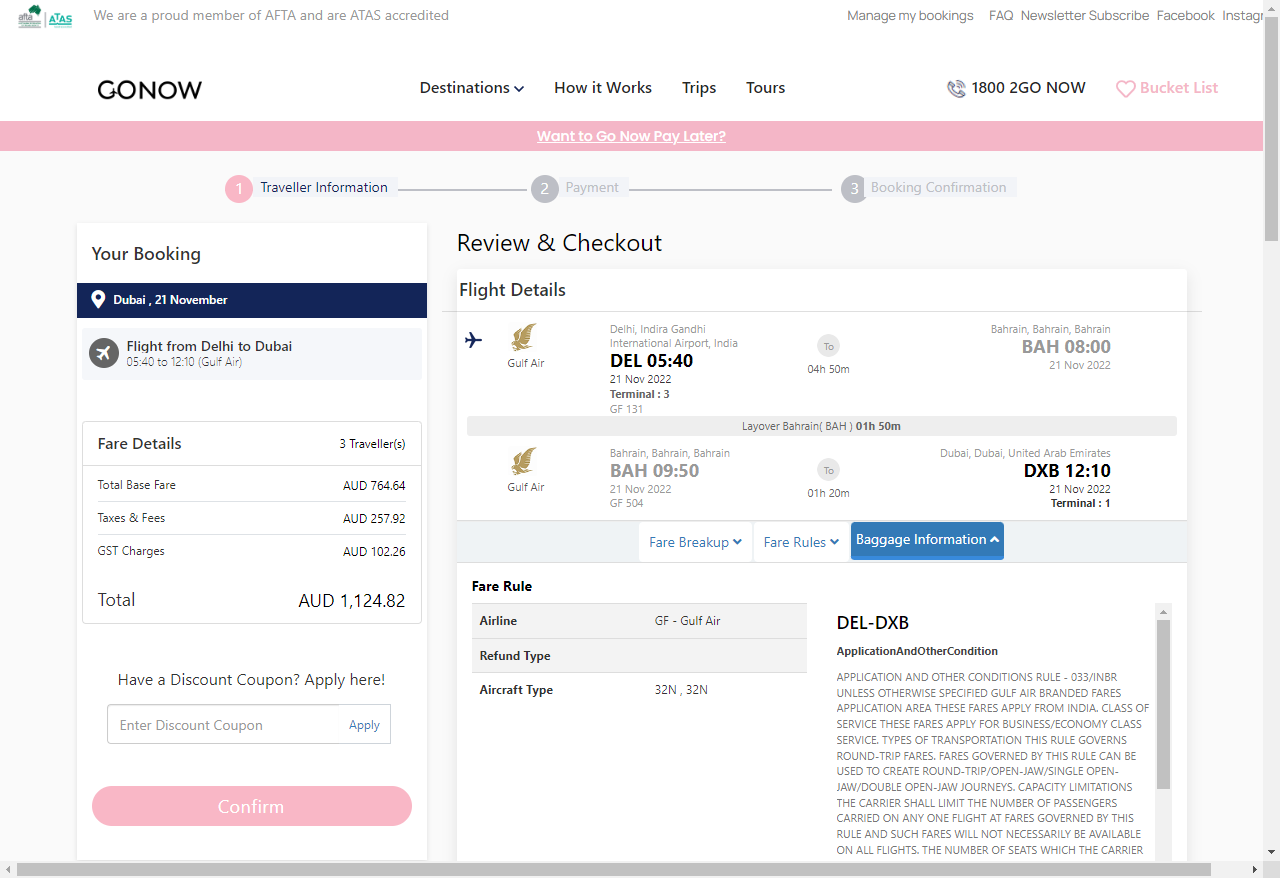 afta ATAS We are a proud member of AFTA and are ATAS accredited
Manage my bookings FAQ Newsletter Subscribe Facebook
GONOW
Destinations How it Works Trips Tours
1800 2GO NOW Bucket List
Want to Go Now Pay Later?
1 Traveller Information 2 Payment 3 Booking Confirmation
Your Booking
Dubai , 21 November
Flight from Delhi to Dubai
05:40 to 12:10 (Gulf Air)
Fare Details 3 Traveller(s)
Total Base Fare AUD 764.64
Taxes & Fees AUD 257.92
GST Charges AUD 102.26
Total AUD 1,124.82
Have a Discount Coupon? Apply here!
Enter Discount Coupon Apply
Confirm
Review & Checkout
Flight Details
Gulf Air
Delhi, Indira Gandhi
International Airport, India
DEL 05:40
21 Nov 2022
Terminal : 3
GF 131
To
04h 50m
Bahrain, Bahrain, Bahrain
BAH 08:00
21 Nov 2022
Layover Bahrain( BAH ) 01h 50m
Gulf Air
Bahrain, Bahrain, Bahrain
BAH 09:50
21 Nov 2022
GF 504
To
01h 20m
Dubai, Dubai, United Arab Emirates
DXB 12:10
21 Nov 2022
Terminal : 1
Fare Breakup Fare Rules Baggage Information
Fare Rule
Airline GF - Gulf Air
Refund Type
Aircraft Type 32N , 32N
DEL-DXB
ApplicationAndOtherCondition
APPLICATION AND OTHER CONDITIONS RULE - 033/INBR
UNLESS OTHERWISE SPECIFIED GULF AIR BRANDED FARES
APPLICATION AREA THESE FARES APPLY FROM INDIA. CLASS OF
SERVICE THESE FARES APPLY FOR BUSINESS/ECONOMY CLASS
SERVICE. TYPES OF TRANSPORTATION THIS RULE GOVERNS
ROUND-TRIP FARES. FARES GOVERNED BY THIS RULE CAN BE
USED TO CREATE ROUND-TRIP/OPEN-JAW/SINGLE OPEN-
JAW/DOUBLE OPEN-JAW JOURNEYS. CAPACITY LIMITATIONS
THE CARRIER SHALL LIMIT THE NUMBER OF PASSENGERS
CARRIED ON ANY ONE FLIGHT AT FARES GOVERNED BY THIS
RULE AND SUCH FARES WILL NOT NECESSARILY BE AVAILABLE
ON ALL FLIGHTS. THE NUMBER OF SEATS WHICH THE CARRIER